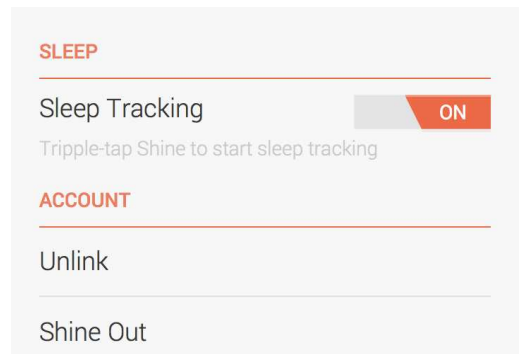 SLEEP
Sleep Tracking ON
Tripple-tap Shine to start sleep tracking
ACCOUNT
Unlink
Shine Out